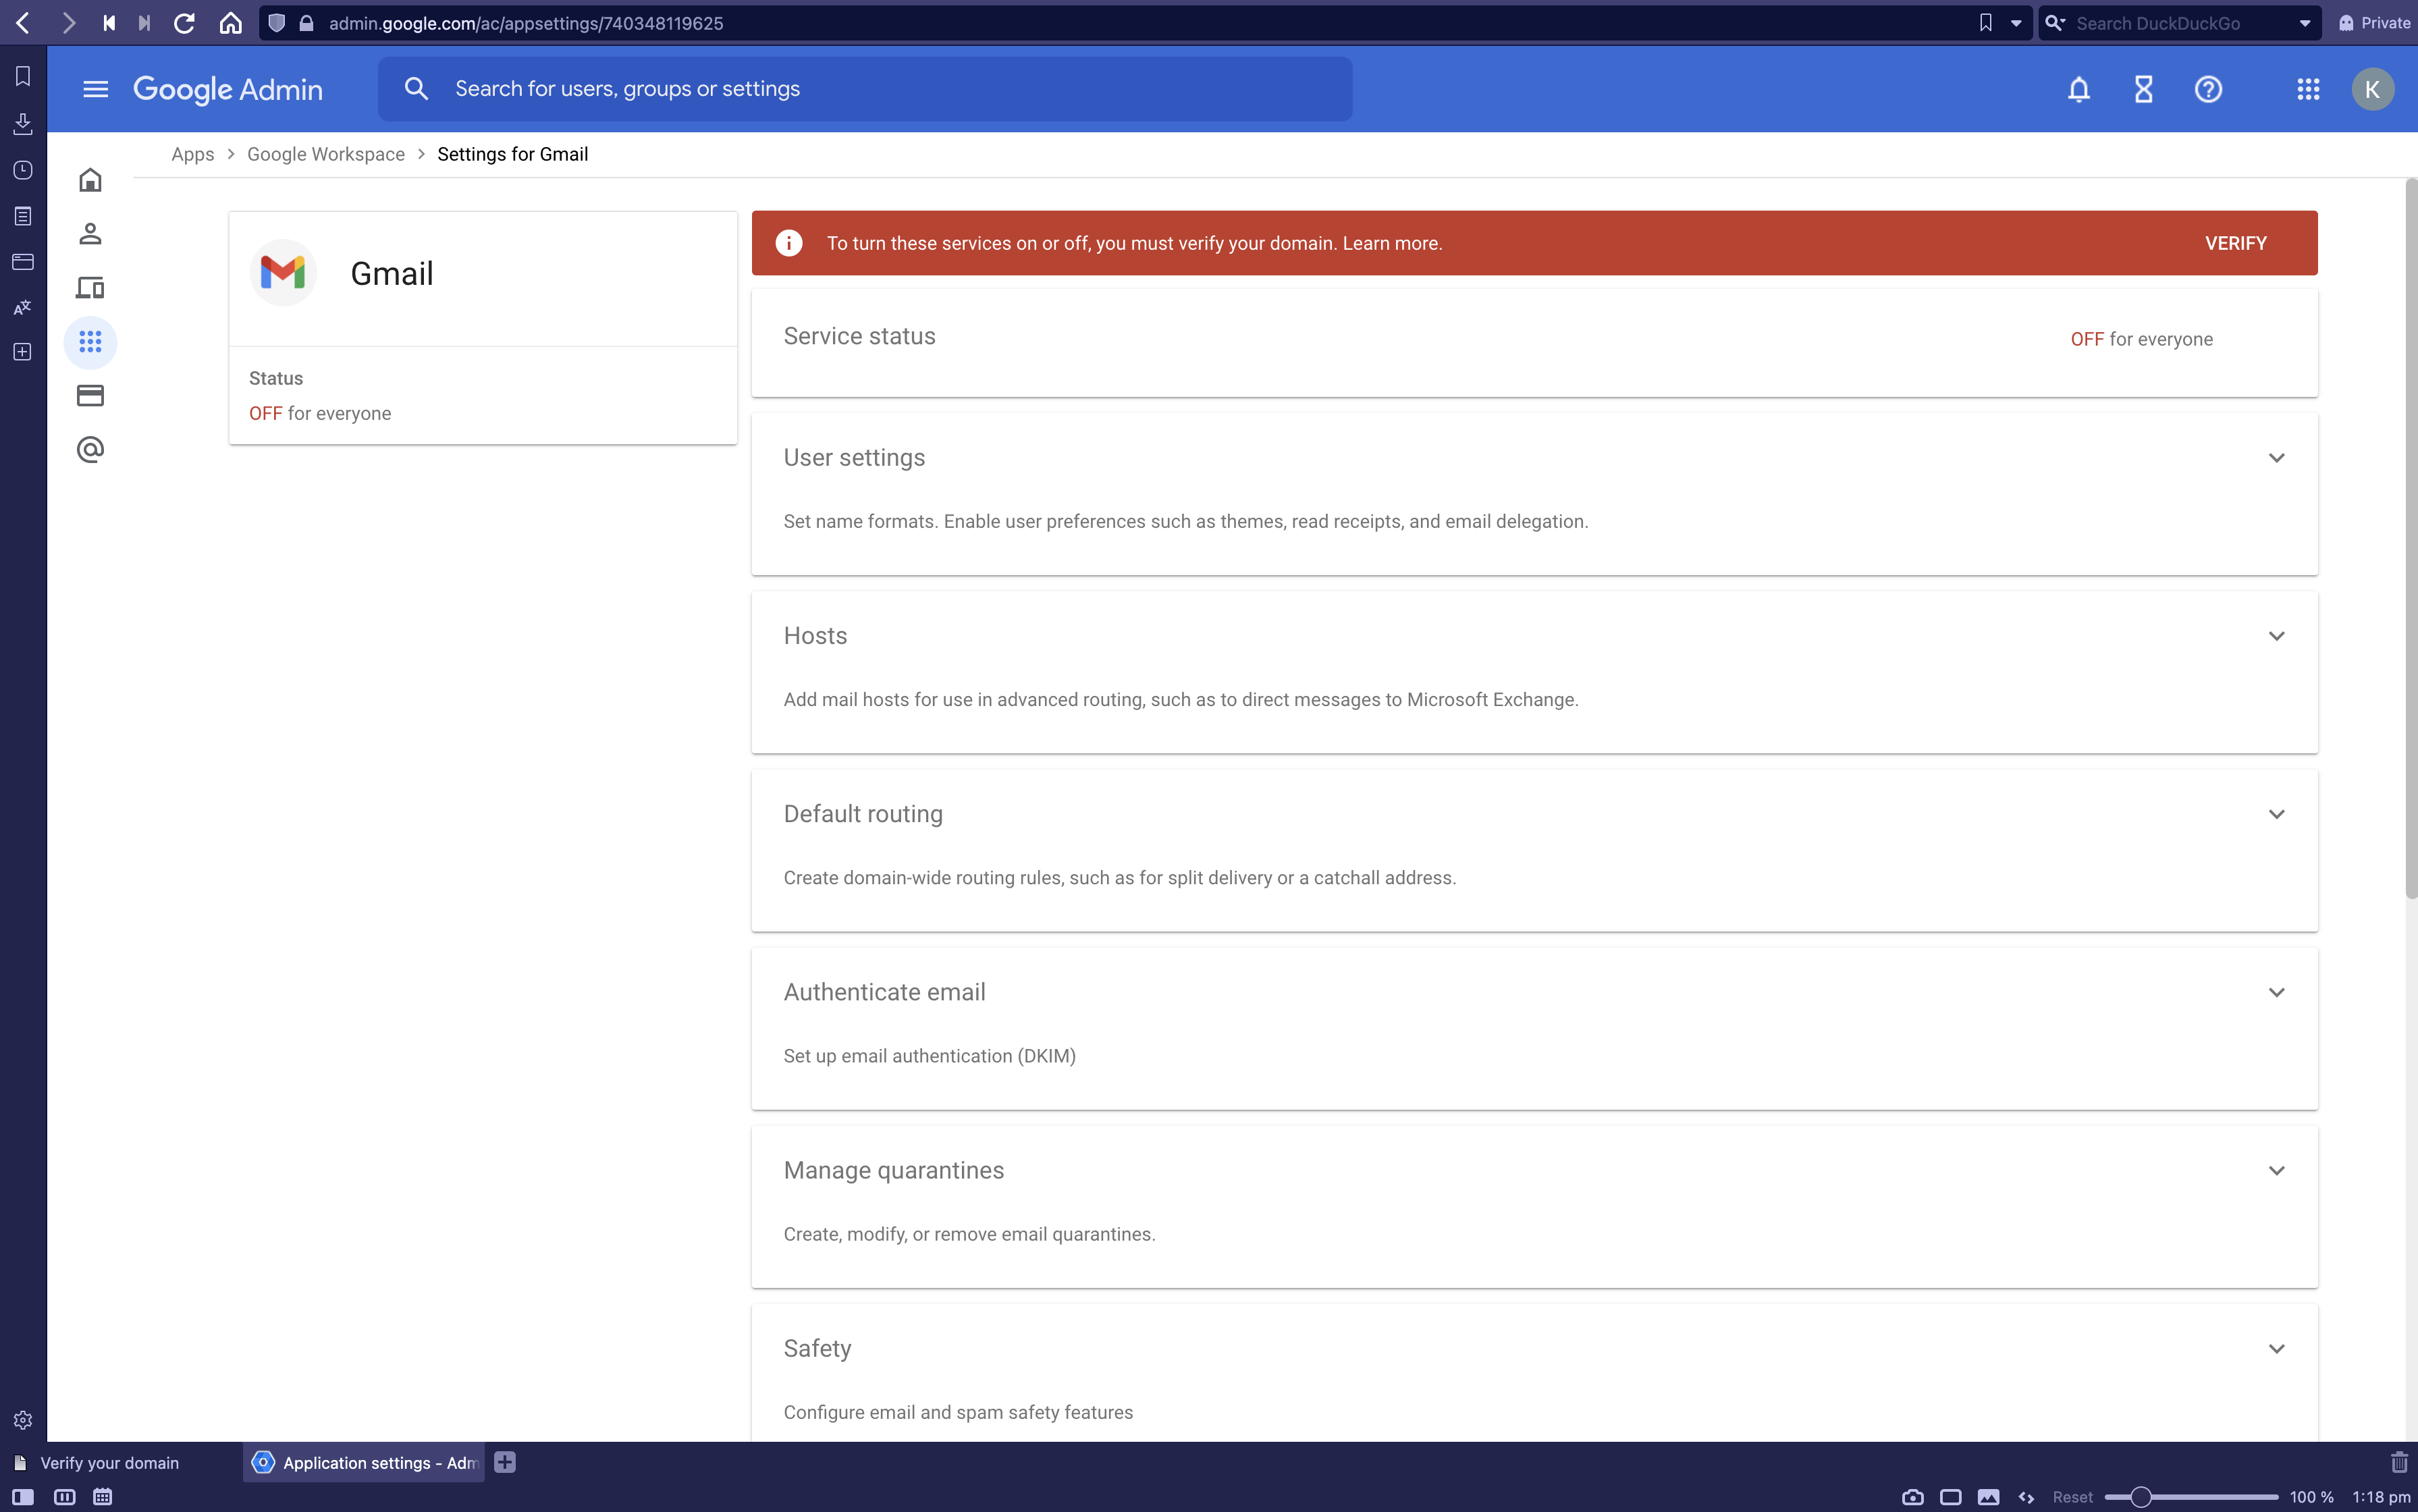 admin.google.com/ac/appsettings/740348119625
Search DuckDuckGo
Private
Google Admin
Search for users, groups or settings
K
Apps > Google Workspace > Settings for Gmail
Gmail
Status
OFF for everyone
To turn these services on or off, you must verify your domain. Learn more.
VERIFY
Service status
OFF for everyone
User settings
Set name formats. Enable user preferences such as themes, read receipts, and email delegation.
Hosts
Add mail hosts for use in advanced routing, such as to direct messages to Microsoft Exchange.
Default routing
Create domain-wide routing rules, such as for split delivery or a catchall address.
Authenticate email
Set up email authentication (DKIM)
Manage quarantines
Create, modify, or remove email quarantines.
Safety
Configure email and spam safety features
Verify your domain
Application settings - Adm
Reset
100 %
1:18 pm